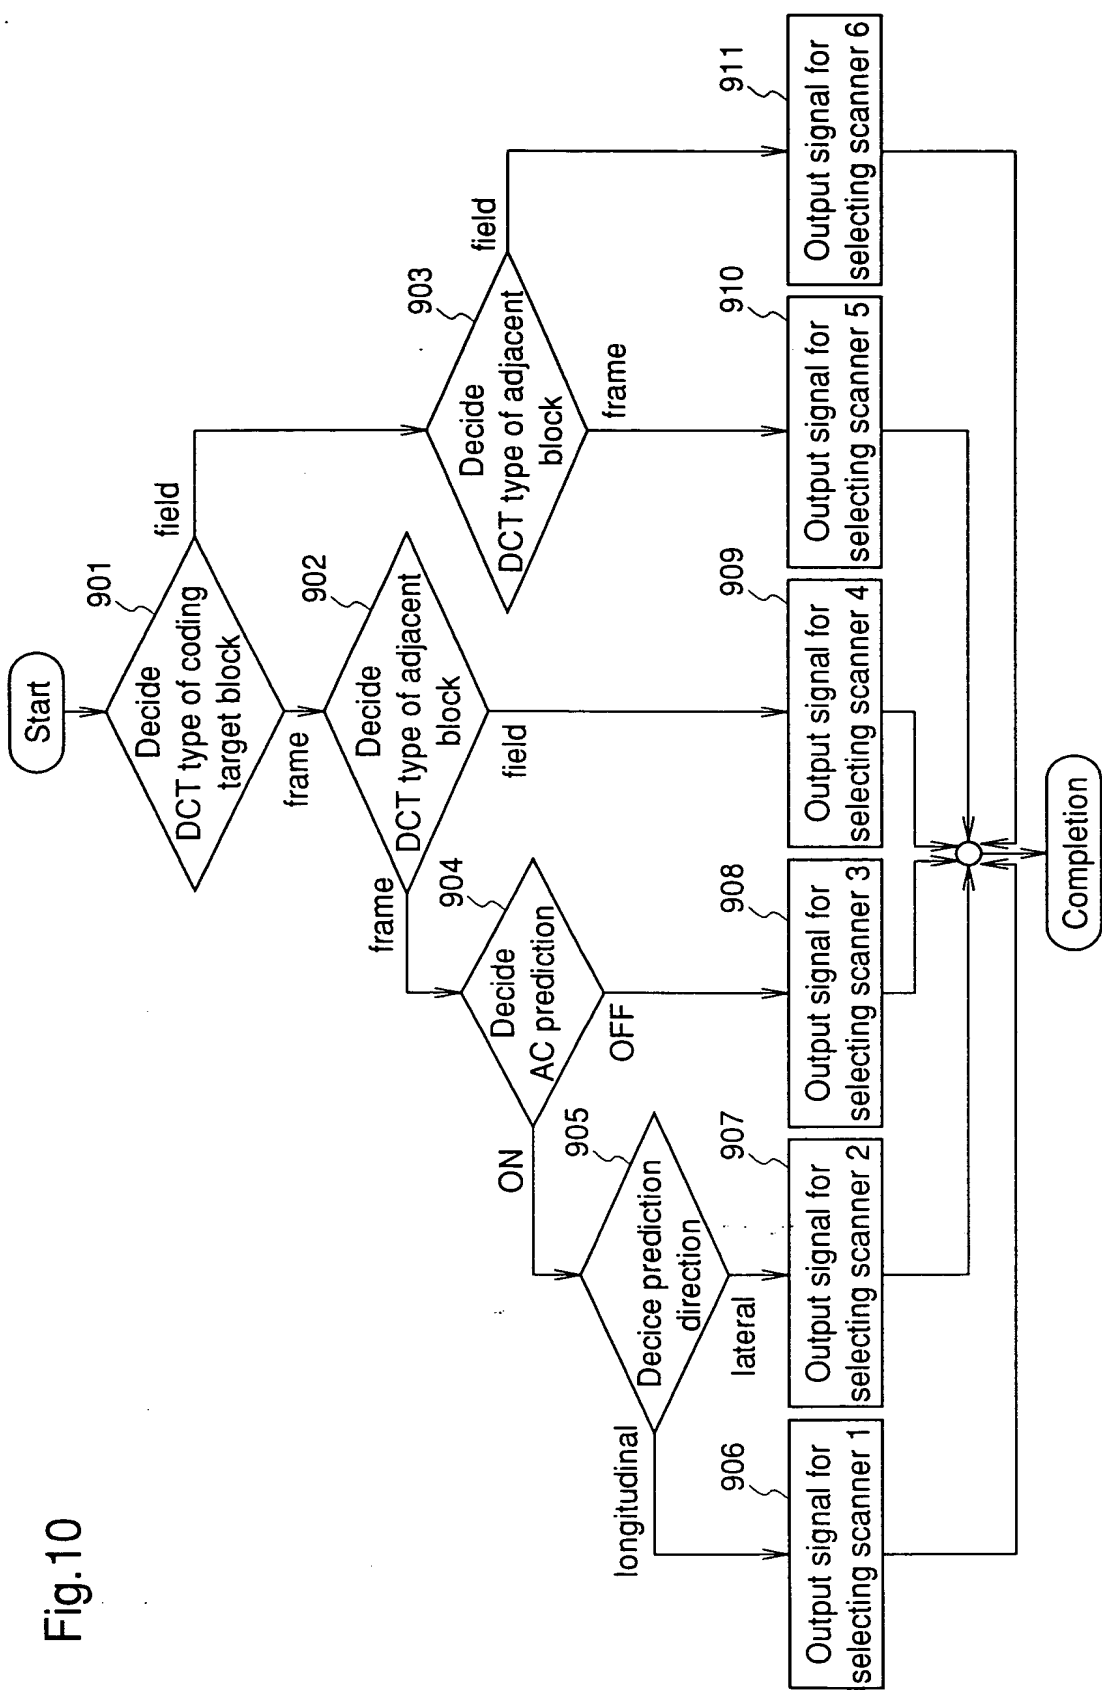 Fig.10
Start
901
Decide
DCT type of coding
target block
field
frame
902
Decide
DCT type of adjacent
block
903
Decide
DCT type of adjacent
block
field
frame
frame
field
904
Decide
AC prediction
ON
OFF
905
Decice prediction
direction
longitudinal
lateral
906
Output signal for
selecting scanner 1
907
Output signal for
selecting scanner 2
908
Output signal for
selecting scanner 3
909
Output signal for
selecting scanner 4
910
Output signal for
selecting scanner 5
911
Output signal for
selecting scanner 6
Completion